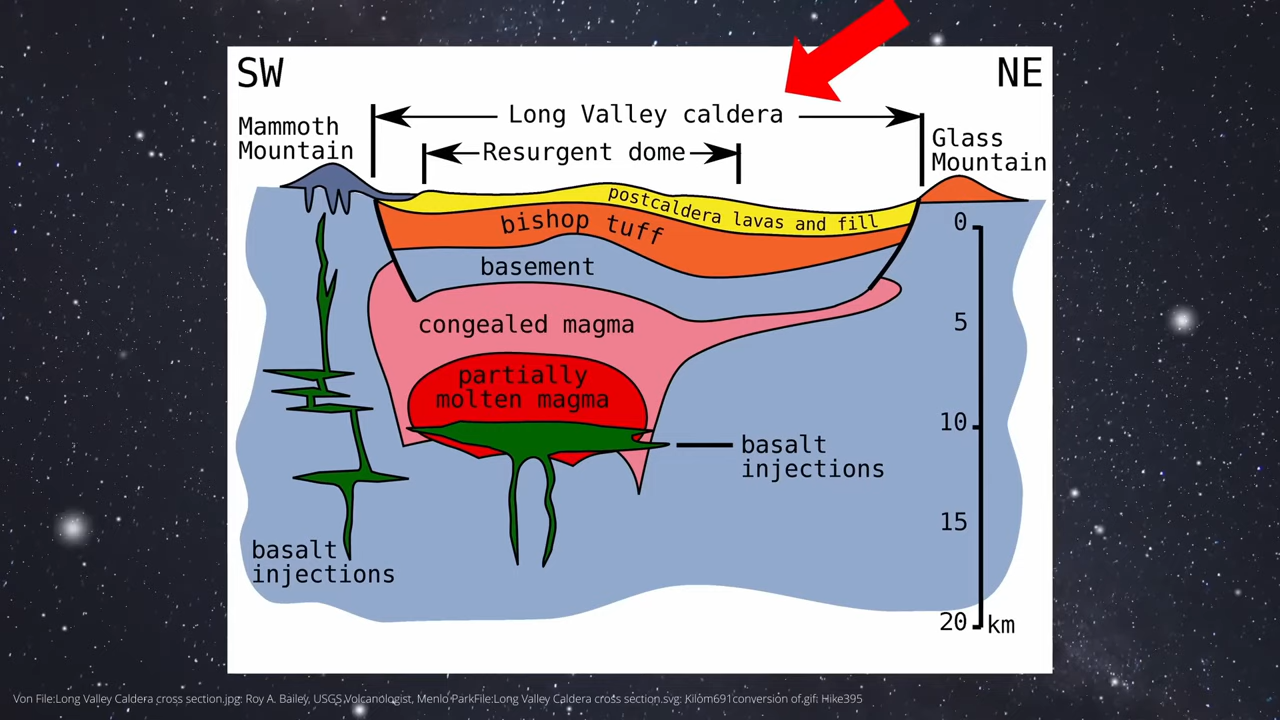 SW
NE
Long Valley caldera
Mammoth
Mountain
Glass
Mountain
Resurgent dome
postcaldera lavas and fill
bishop tuff
0
basement
5
congealed magma
partially
molten magma
10
basalt
injections
15
basalt
injections
20 km
Von File:Long Valley Caldera cross section.jpg: Roy A. Bailey, USGS Volcanologist, Menlo ParkFile:Long Valley Caldera cross section.svg: Kilom691conversion of.gif: Hike395